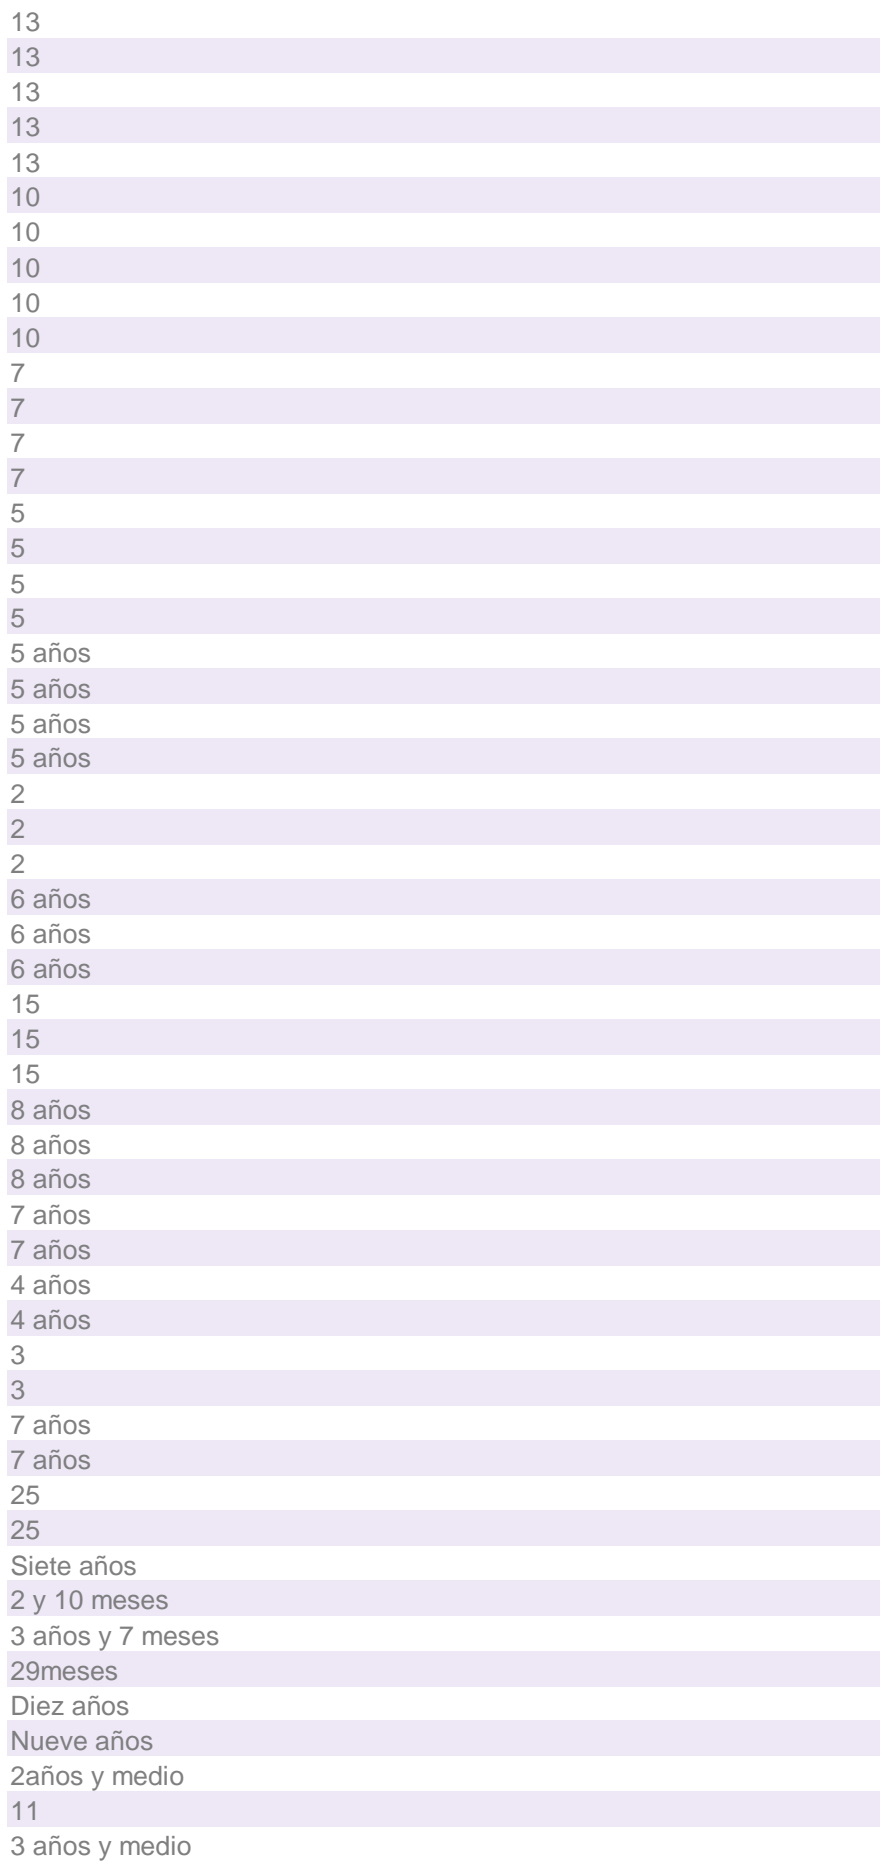 13
13
13
13
13
10
10
10
10
10
7
7
7
7
5
5
5
5
5 años
5 años
5 años
5 años
2
2
2
6 años
6 años
6 años
15
15
15
8 años
8 años
8 años
7 años
7 años
4 años
4 años
3
3
7 años
7 años
25
25
Siete años
2 y 10 meses
3 años y 7 meses
29meses
Diez años
Nueve años
2años y medio
11
3 años y medio